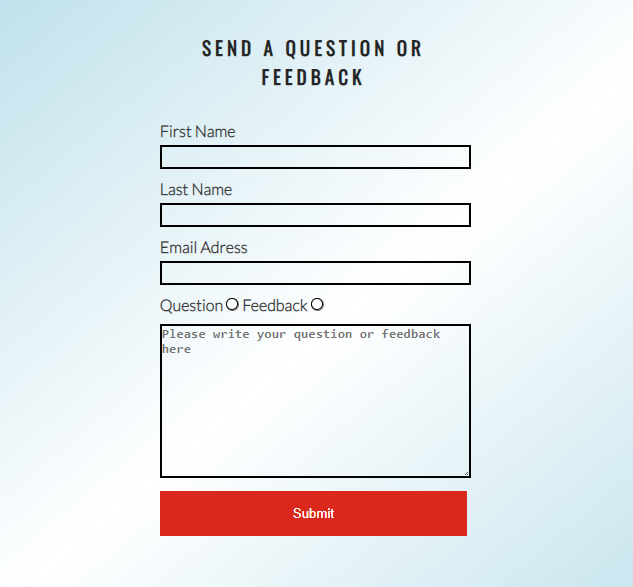 SEND A QUESTION OR
FEEDBACK
First Name
Last Name
Email Adress
Question Feedback
Please write your question or feedback
here
Submit